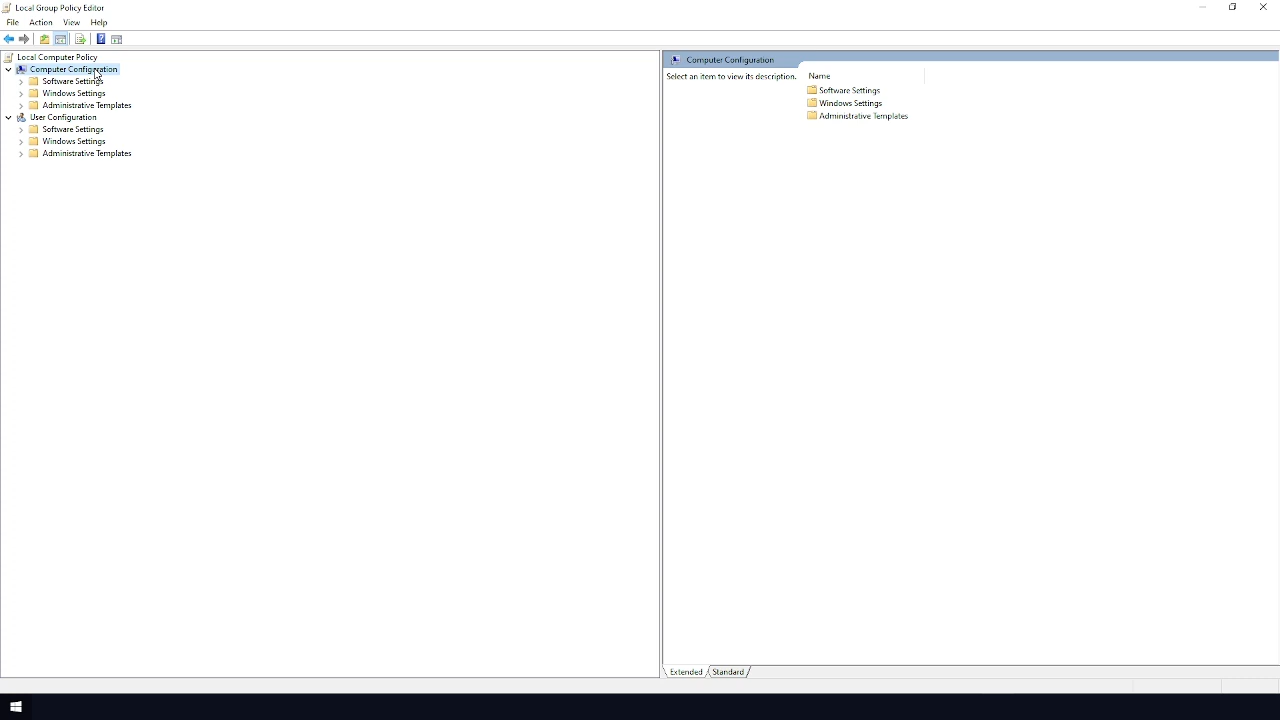 Local Group Policy Editor
File Action View Help
Local Computer Policy
Computer Configuration
Software Settings
Windows Settings
Administrative Templates
User Configuration
Software Settings
Windows Settings
Administrative Templates
Computer Configuration
Select an item to view its description.
Name
Software Settings
Windows Settings
Administrative Templates
Extended Standard